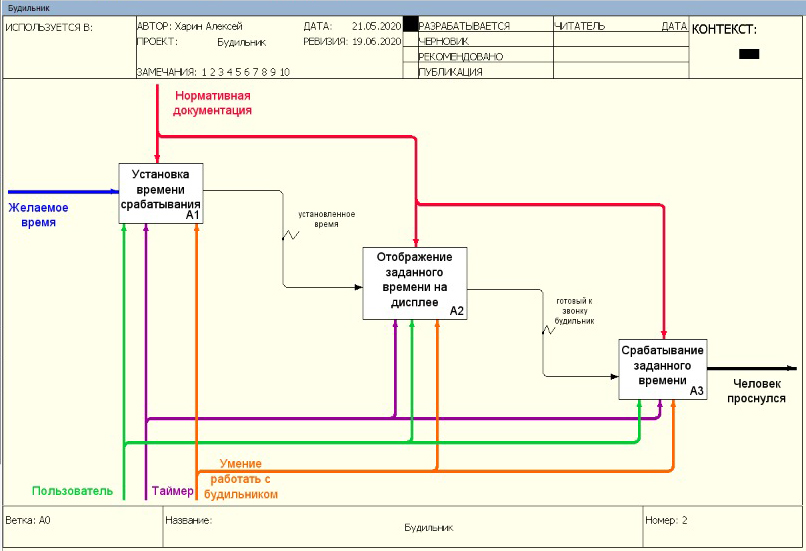 Будильник
ИСПОЛЬЗУЕТСЯ В:
АВТОР: Харин Алексей
ДАТА: 21.05.2020
ПРОЕКТ: Будильник
РЕВИЗИЯ: 19.06.2020
ЗАМЕЧАНИЯ: 1 2 3 4 5 6 7 8 9 10
РАЗРАБАТЫВАЕТСЯ
ЧЕРНОВИК
РЕКОМЕНДОВАНО
ПУБЛИКАЦИЯ
ЧИТАТЕЛЬ
ДАТА
КОНТЕКСТ:
Нормативная
документация
Установка
времени
срабатывания
A1
Желаемое
время
установленное
время
Отображение
заданного
времени на
дисплее
A2
готовый к
звонку
будильник
Срабатывание
заданного
времени
A3
Человек
проснулся
Пользователь
Таймер
Умение
работать с
будильником
Ветка: A0
Название:
Будильник
Номер: 2